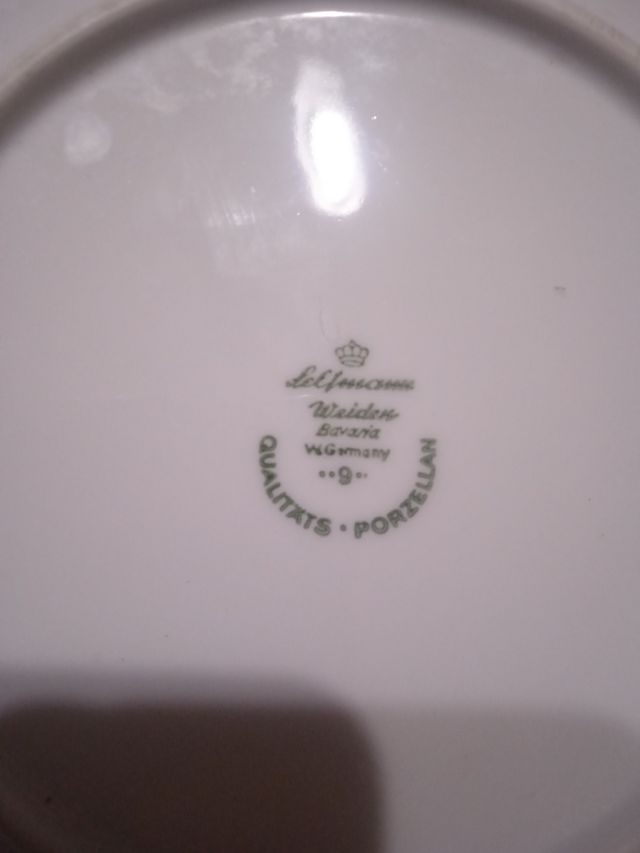 Seltmann
Weiden
Bavaria
W. Germany
••9••
QUALITÄTS • PORZELLAN